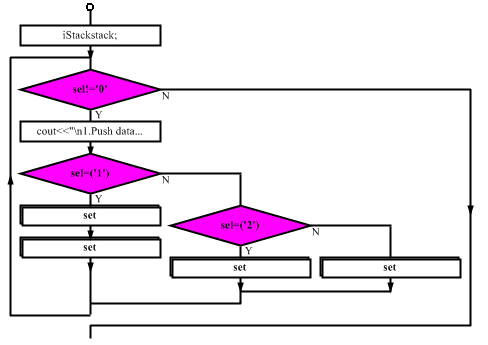 iStackstack;
sel!='0'
N
Y
cout<<"\n1.Push data...
sel=('1')
N
Y
set
sel=('2')
N
set
Y
set
set